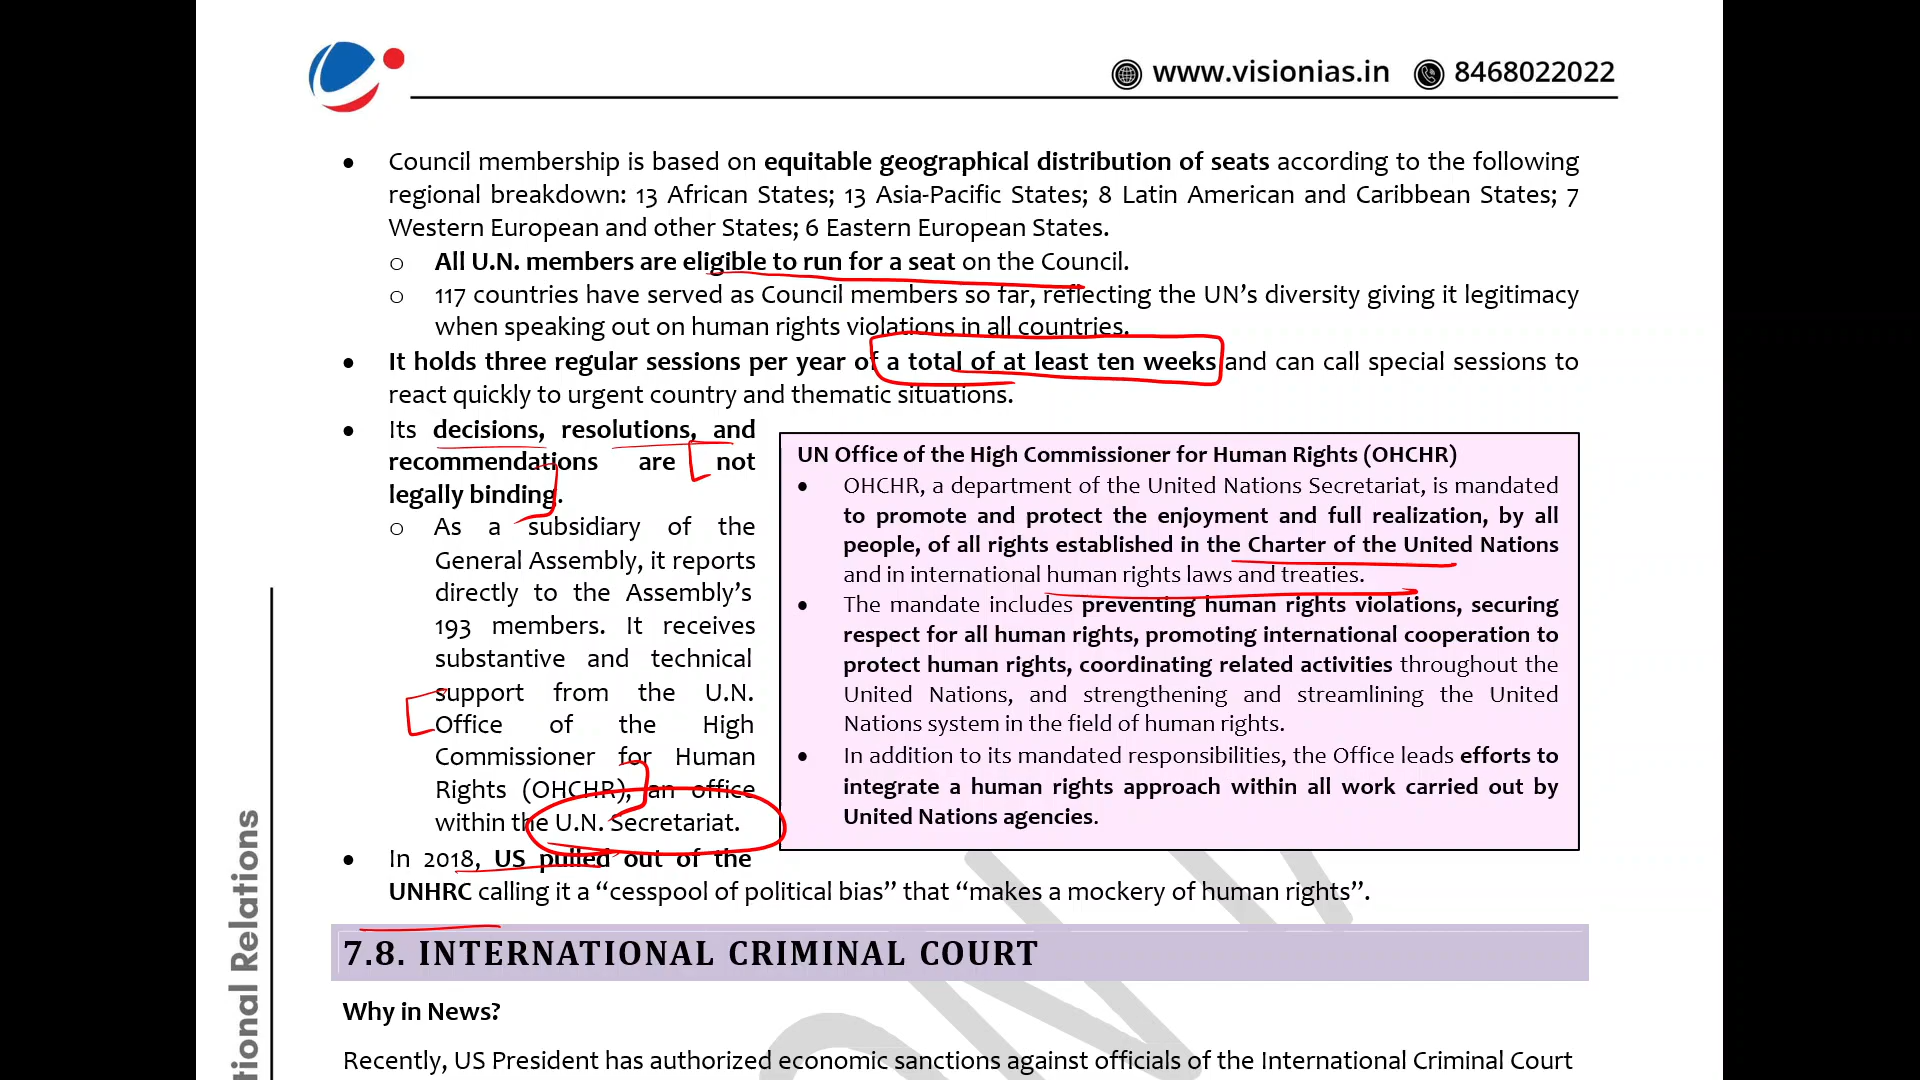 www.visionias.in 8468022022
• Council membership is based on equitable geographical distribution of seats according to the following
regional breakdown: 13 African States; 13 Asia-Pacific States; 8 Latin American and Caribbean States; 7
Western European and other States; 6 Eastern European States.
o All U.N. members are eligible to run for a seat on the Council.
o 117 countries have served as Council members so far, reflecting the UN’s diversity giving it legitimacy
when speaking out on human rights violations in all countries.
• It holds three regular sessions per year of a total of at least ten weeks and can call special sessions to
react quickly to urgent country and thematic situations.
• Its decisions, resolutions, and
recommendations are not
legally binding.
o As a subsidiary of the
General Assembly, it reports
directly to the Assembly’s
193 members. It receives
substantive and technical
support from the U.N.
Office of the High
Commissioner for Human
Rights (OHCHR), an office
within the U.N. Secretariat.
UN Office of the High Commissioner for Human Rights (OHCHR)
• OHCHR, a department of the United Nations Secretariat, is mandated
to promote and protect the enjoyment and full realization, by all
people, of all rights established in the Charter of the United Nations
and in international human rights laws and treaties.
• The mandate includes preventing human rights violations, securing
respect for all human rights, promoting international cooperation to
protect human rights, coordinating related activities throughout the
United Nations, and strengthening and streamlining the United
Nations system in the field of human rights.
• In addition to its mandated responsibilities, the Office leads efforts to
integrate a human rights approach within all work carried out by
United Nations agencies.
• In 2018, US pulled out of the
UNHRC calling it a “cesspool of political bias” that “makes a mockery of human rights”.
7.8. INTERNATIONAL CRIMINAL COURT
Why in News?
Recently, US President has authorized economic sanctions against officials of the International Criminal Court
tional Relations